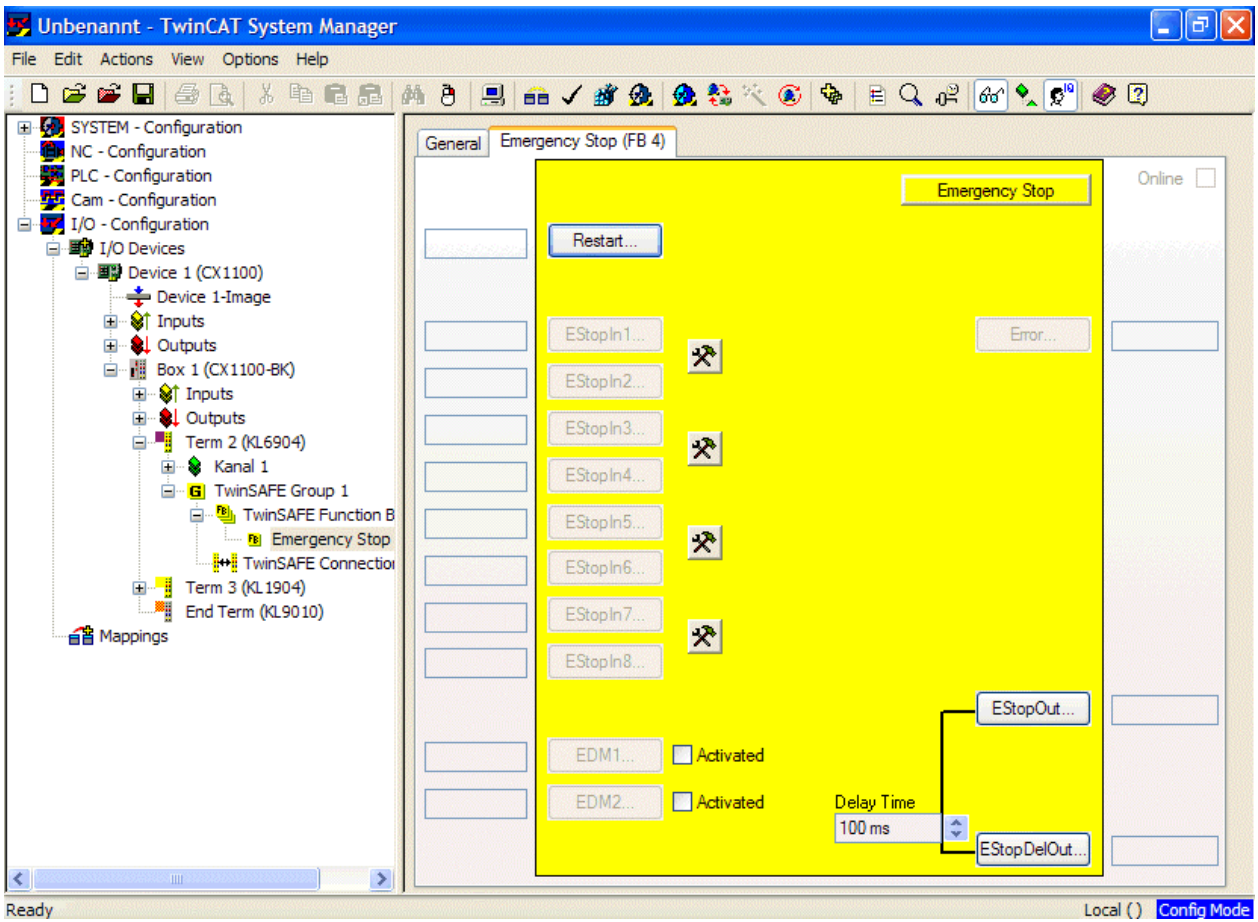 Unbenannt - TwinCAT System Manager
File Edit Actions View Options Help
SYSTEM - Configuration
NC - Configuration
PLC - Configuration
Cam - Configuration
I/O - Configuration
I/O Devices
Device 1 (CX1100)
Device 1-Image
Inputs
Outputs
Box 1 (CX1100-BK)
Inputs
Outputs
Term 2 (KL6904)
Kanal 1
TwinSAFE Group 1
TwinSAFE Function B
Emergency Stop
TwinSAFE Connection
Term 3 (KL1904)
End Term (KL9010)
Mappings
General Emergency Stop (FB 4)
Emergency Stop
Online
Restart...
EStopIn1...
Error...
EStopIn2...
EStopIn3...
EStopIn4...
EStopIn5...
EStopIn6...
EStopIn7...
EStopIn8...
EStopOut...
EDM1... Activated
EDM2... Activated
Delay Time
100 ms
EStopDelOut...
Ready
Local () Config Mode